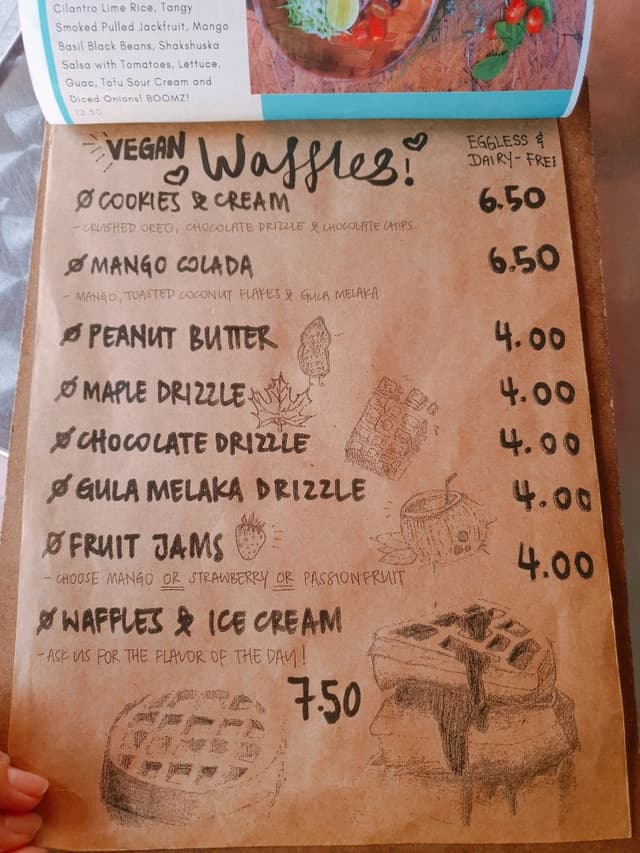 Cilantro Lime Rice, Tangy
Smoked Pulled Jackfruit, Mango
Basil Black Beans, Shakshuska
Salsa with Tomatoes, Lettuce,
Guac, Tofu Sour Cream and
Diced Onions! BOOMZ!
12.50
VEGAN Waffles!
EGGLESS &
DAIRY-FREE
COOKIES & CREAM 6.50
- CRUSHED OREO, CHOCOLATE DRIZZLE & CHOCOLATE CHIPS
MANGO COLADA 6.50
- MANGO, TOASTED COCONUT FLAKES & GULA MELAKA
PEANUT BUTTER 4.00
MAPLE DRIZZLE 4.00
CHOCOLATE DRIZZLE 4.00
GULA MELAKA DRIZZLE 4.00
FRUIT JAMS 4.00
- CHOOSE MANGO OR STRAWBERRY OR PASSIONFRUIT
WAFFLES & ICE CREAM
- ASK US FOR THE FLAVOR OF THE DAY!
7.50